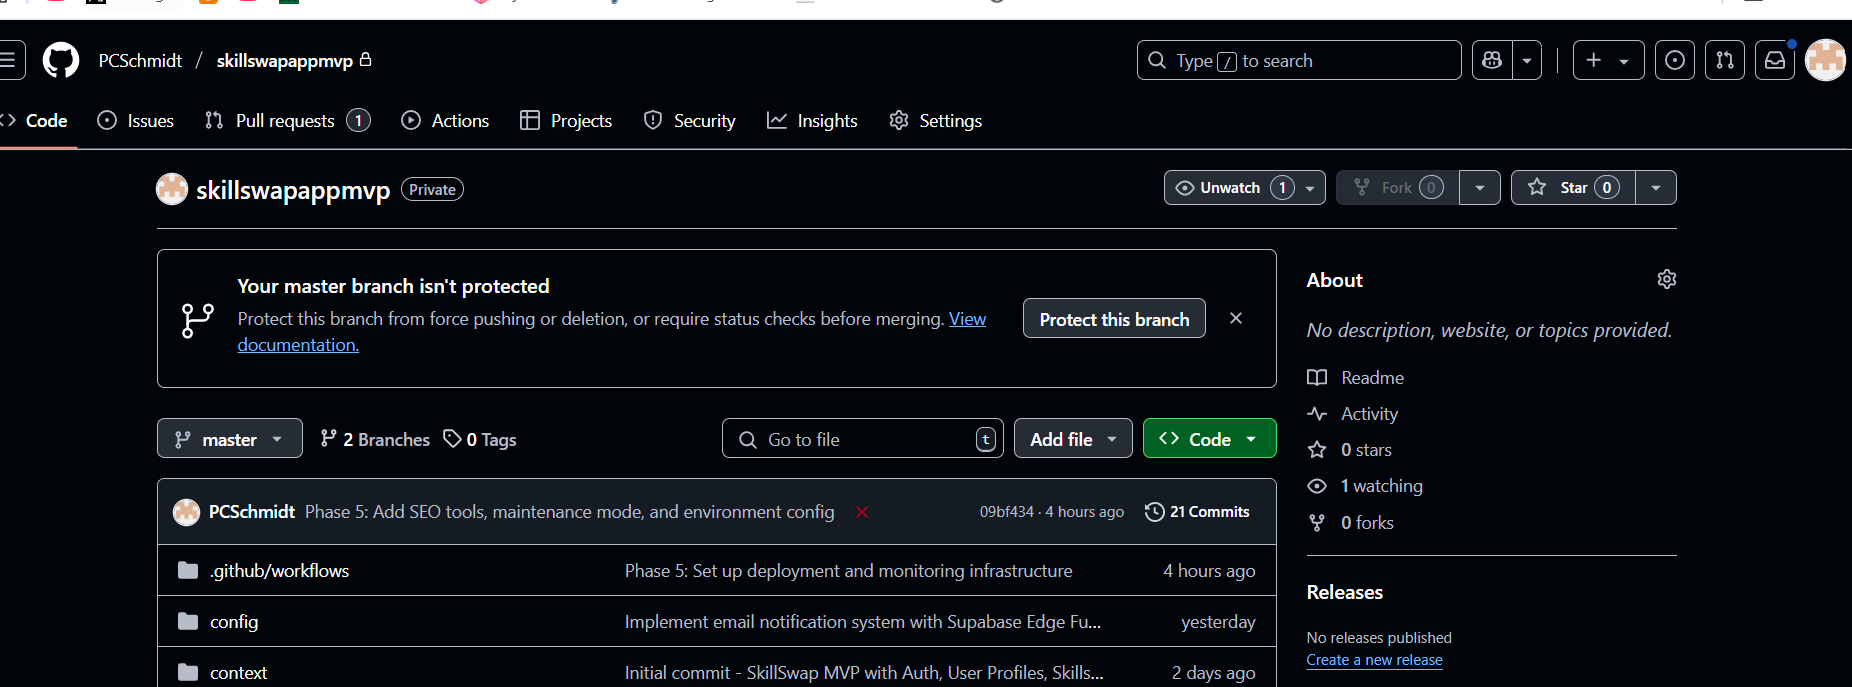 PCSchmidt / skillswapappmvp
Type / to search
Code Issues Pull requests 1 Actions Projects Security Insights Settings
skillswapappmvp Private
Unwatch 1 Fork 0 Star 0
Your master branch isn't protected
Protect this branch from force pushing or deletion, or require status checks before merging. View
documentation.
Protect this branch
master 2 Branches 0 Tags
Go to file t Add file Code
PCSchmidt Phase 5: Add SEO tools, maintenance mode, and environment config 09bf434 · 4 hours ago 21 Commits
.github/workflows Phase 5: Set up deployment and monitoring infrastructure 4 hours ago
config Implement email notification system with Supabase Edge Fu... yesterday
context Initial commit - SkillSwap MVP with Auth, User Profiles, Skills... 2 days ago
About
No description, website, or topics provided.
Readme
Activity
0 stars
1 watching
0 forks
Releases
No releases published
Create a new release